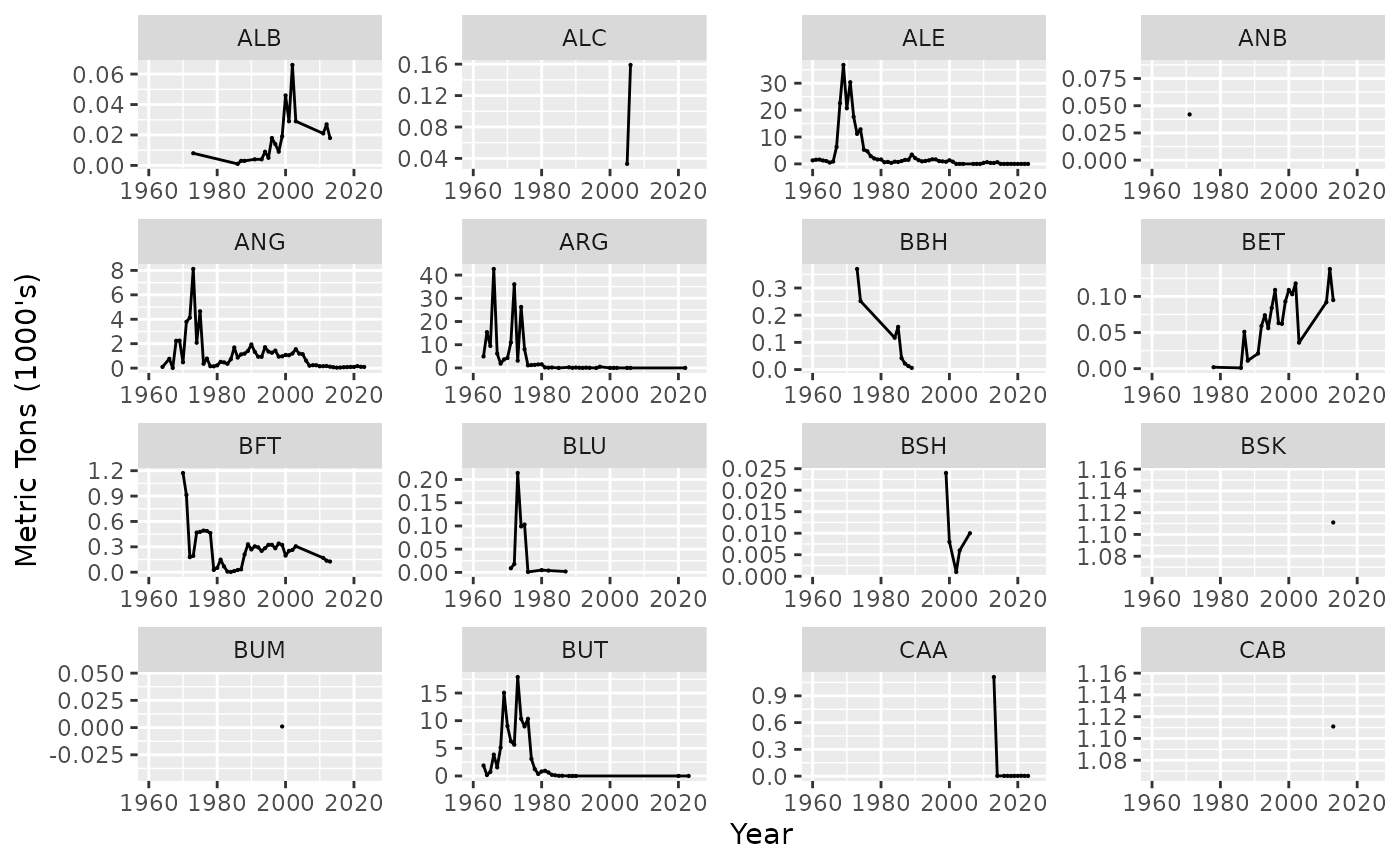 ALB ALC ALE ANB
0.06 0.04 0.02 0.00
0.16 0.12 0.08 0.04
30 20 10 0
0.075 0.050 0.025 0.000
1960 1980 2000 2020 1960 1980 2000 2020 1960 1980 2000 2020 1960 1980 2000 2020
ANG ARG BBH BET
8 6 4 2 0
40 30 20 10 0
0.3 0.2 0.1 0.0
0.10 0.05 0.00
1960 1980 2000 2020 1960 1980 2000 2020 1960 1980 2000 2020 1960 1980 2000 2020
Metric Tons (1000's)
BFT BLU BSH BSK
1.2 0.9 0.6 0.3 0.0
0.20 0.15 0.10 0.05 0.00
0.025 0.020 0.015 0.010 0.005 0.000
1.16 1.14 1.12 1.10 1.08
1960 1980 2000 2020 1960 1980 2000 2020 1960 1980 2000 2020 1960 1980 2000 2020
BUM BUT CAA CAB
0.050 0.025 0.000 -0.025
15 10 5 0
0.9 0.6 0.3 0.0
1.16 1.14 1.12 1.10 1.08
1960 1980 2000 2020 1960 1980 2000 2020 1960 1980 2000 2020 1960 1980 2000 2020
Year